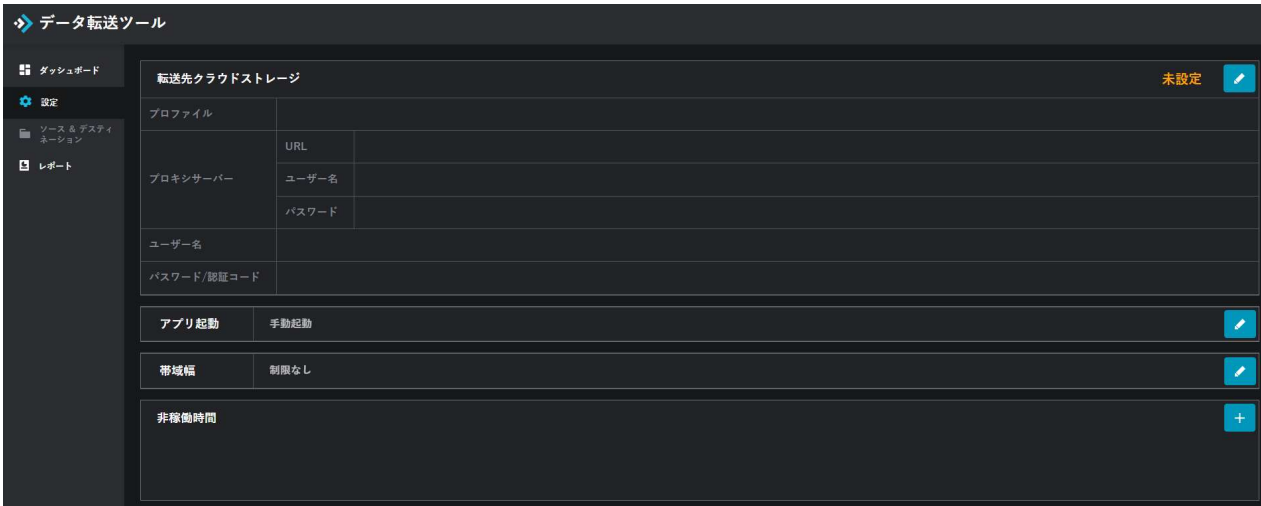 データ転送ツール
ダッシュボード
設定
ソース & デスティ
ネーション
レポート
転送先クラウドストレージ
未設定
プロファイル
プロキシサーバー
URL
ユーザー名
パスワード
ユーザー名
パスワード/認証コード
アプリ起動
手動起動
帯域幅
制限なし
非稼働時間